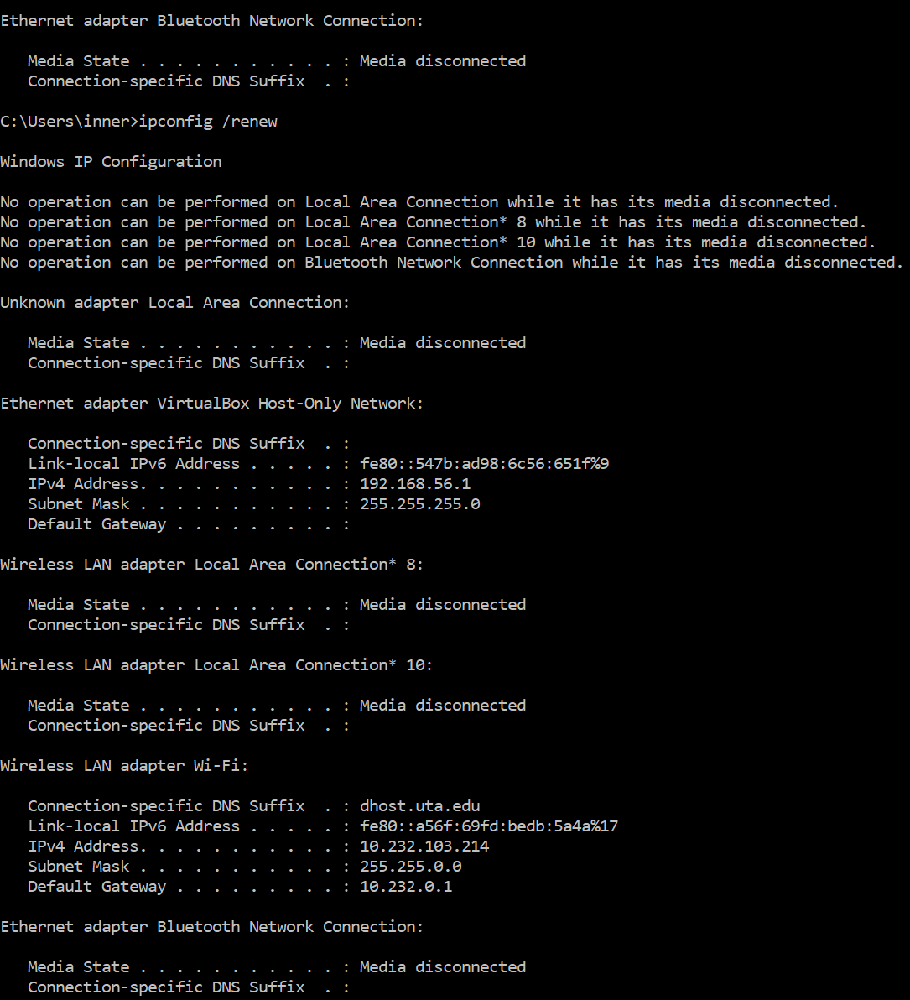 Ethernet adapter Bluetooth Network Connection:
Media State . . . . . . . . . . . : Media disconnected
Connection-specific DNS Suffix  . :
C:\Users\inner>ipconfig /renew
Windows IP Configuration
No operation can be performed on Local Area Connection while it has its media disconnected.
No operation can be performed on Local Area Connection* 8 while it has its media disconnected.
No operation can be performed on Local Area Connection* 10 while it has its media disconnected.
No operation can be performed on Bluetooth Network Connection while it has its media disconnected.
Unknown adapter Local Area Connection:
Media State . . . . . . . . . . . : Media disconnected
Connection-specific DNS Suffix  . :
Ethernet adapter VirtualBox Host-Only Network:
Connection-specific DNS Suffix  . :
Link-local IPv6 Address . . . . . : fe80::547b:ad98:6c56:651f%9
IPv4 Address. . . . . . . . . . . : 192.168.56.1
Subnet Mask . . . . . . . . . . . : 255.255.255.0
Default Gateway . . . . . . . . . :
Wireless LAN adapter Local Area Connection* 8:
Media State . . . . . . . . . . . : Media disconnected
Connection-specific DNS Suffix  . :
Wireless LAN adapter Local Area Connection* 10:
Media State . . . . . . . . . . . : Media disconnected
Connection-specific DNS Suffix  . :
Wireless LAN adapter Wi-Fi:
Connection-specific DNS Suffix  . : dhost.uta.edu
Link-local IPv6 Address . . . . . : fe80::a56f:69fd:bedb:5a4a%17
IPv4 Address. . . . . . . . . . . : 10.232.103.214
Subnet Mask . . . . . . . . . . . : 255.255.0.0
Default Gateway . . . . . . . . . : 10.232.0.1
Ethernet adapter Bluetooth Network Connection:
Media State . . . . . . . . . . . : Media disconnected
Connection-specific DNS Suffix  . :